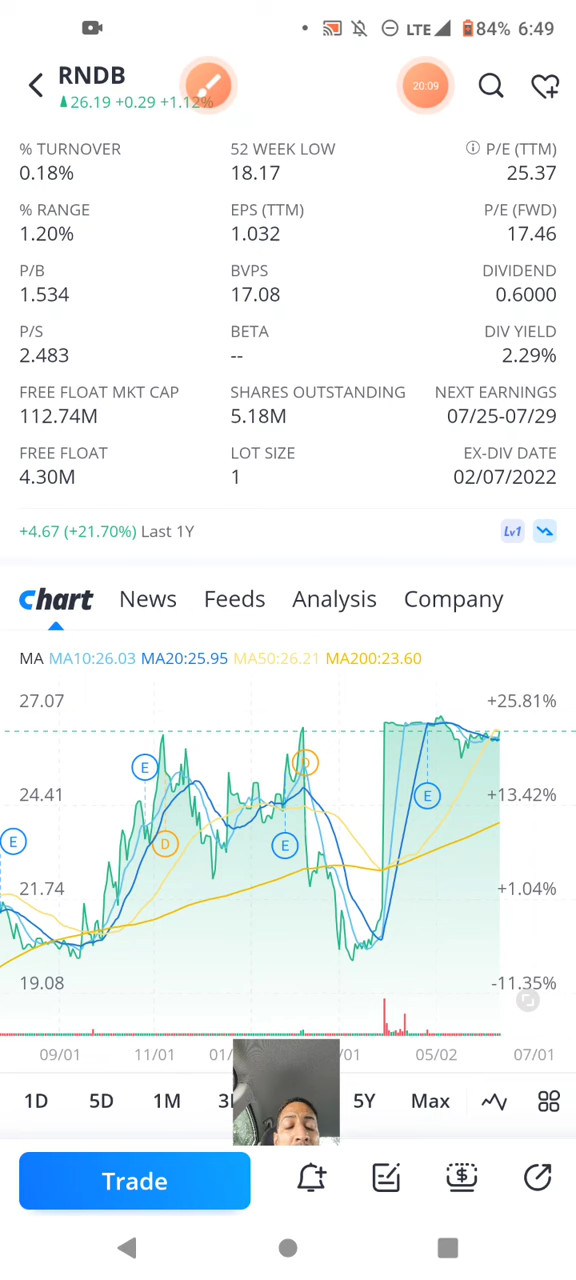 LTE 84% 6:49
RNDB
26.19 +0.29 +1.12%
20:09
% TURNOVER 52 WEEK LOW P/E (TTM)
0.18% 18.17 25.37
% RANGE EPS (TTM) P/E (FWD)
1.20% 1.032 17.46
P/B BVPS DIVIDEND
1.534 17.08 0.6000
P/S BETA DIV YIELD
2.483 -- 2.29%
FREE FLOAT MKT CAP SHARES OUTSTANDING NEXT EARNINGS
112.74M 5.18M 07/25-07/29
FREE FLOAT LOT SIZE EX-DIV DATE
4.30M 1 02/07/2022
+4.67 (+21.70%) Last 1Y Lv1
Chart News Feeds Analysis Company
MA MA10:26.03 MA20:25.95 MA50:26.21 MA200:23.60
27.07 +25.81%
E D
24.41 E +13.42%
E D E
21.74 +1.04%
19.08 -11.35%
09/01 11/01 01/ /01 05/02 07/01
1D 5D 1M 5Y Max
Trade